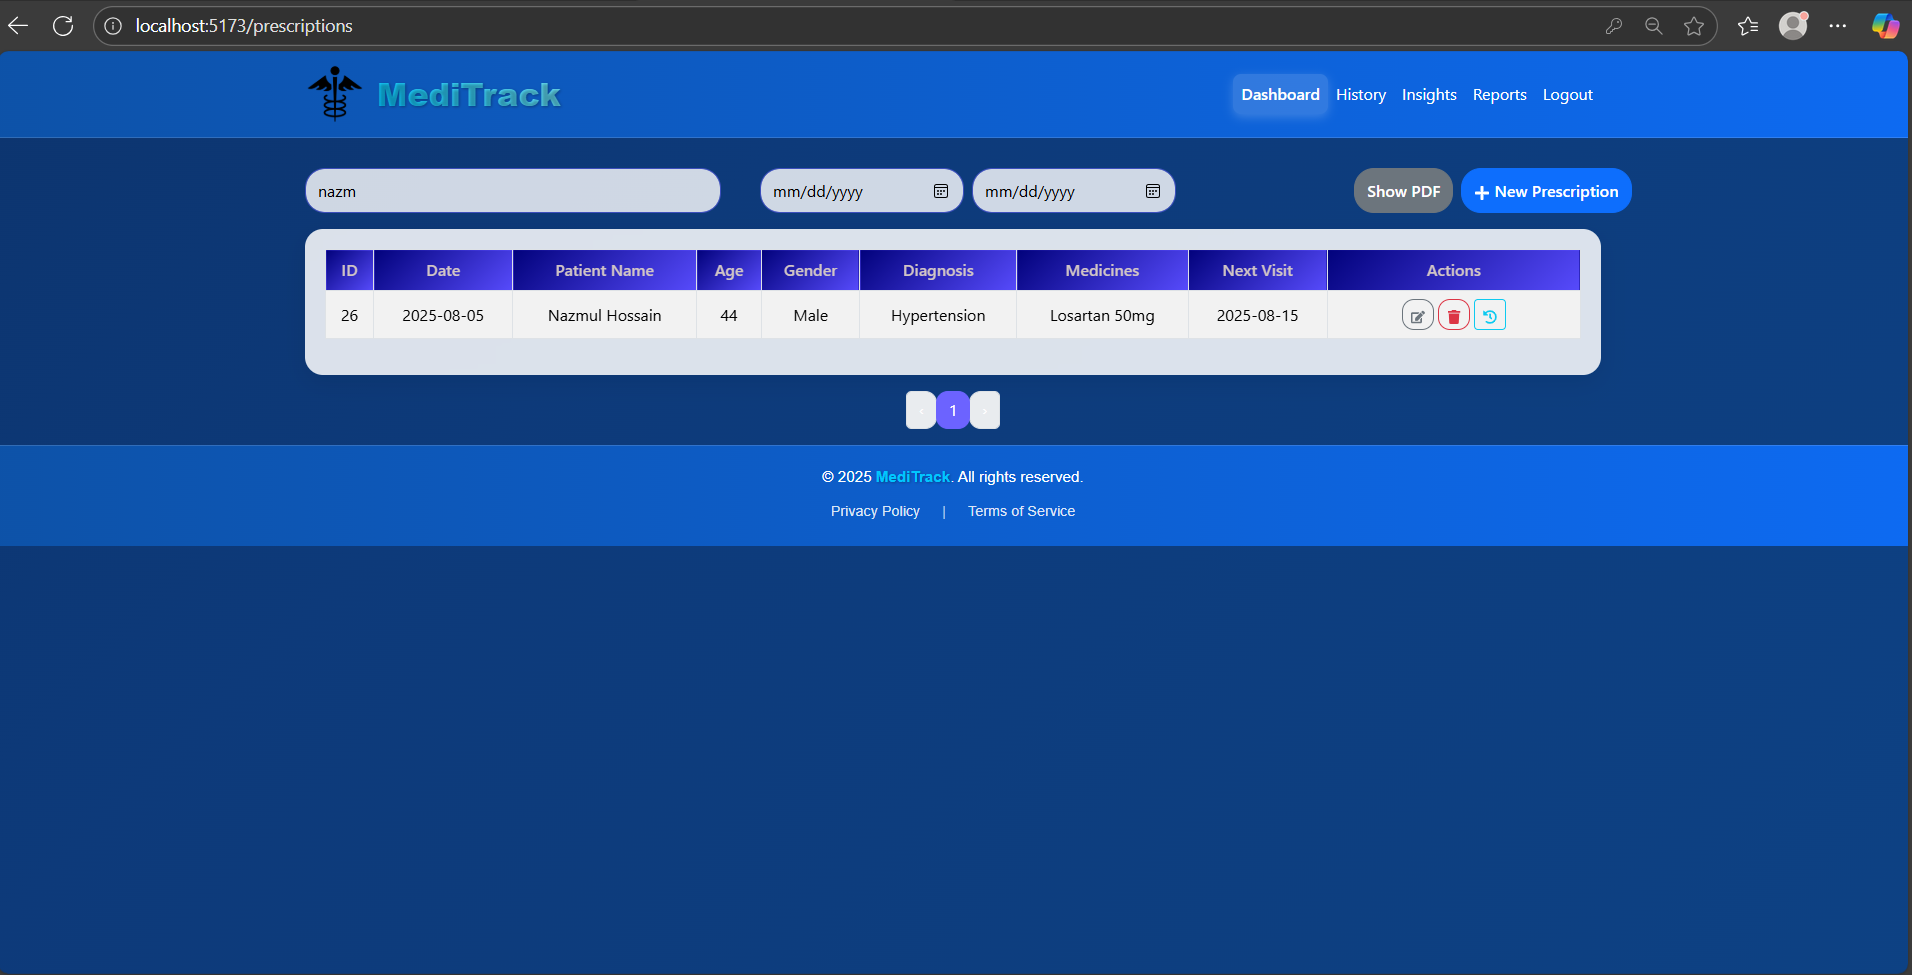 localhost:5173/prescriptions
MediTrack
Dashboard History Insights Reports Logout
nazm mm/dd/yyyy mm/dd/yyyy Show PDF + New Prescription
ID Date Patient Name Age Gender Diagnosis Medicines Next Visit Actions
26 2025-08-05 Nazmul Hossain 44 Male Hypertension Losartan 50mg 2025-08-15
‹ 1 ›
© 2025 MediTrack. All rights reserved.
Privacy Policy | Terms of Service